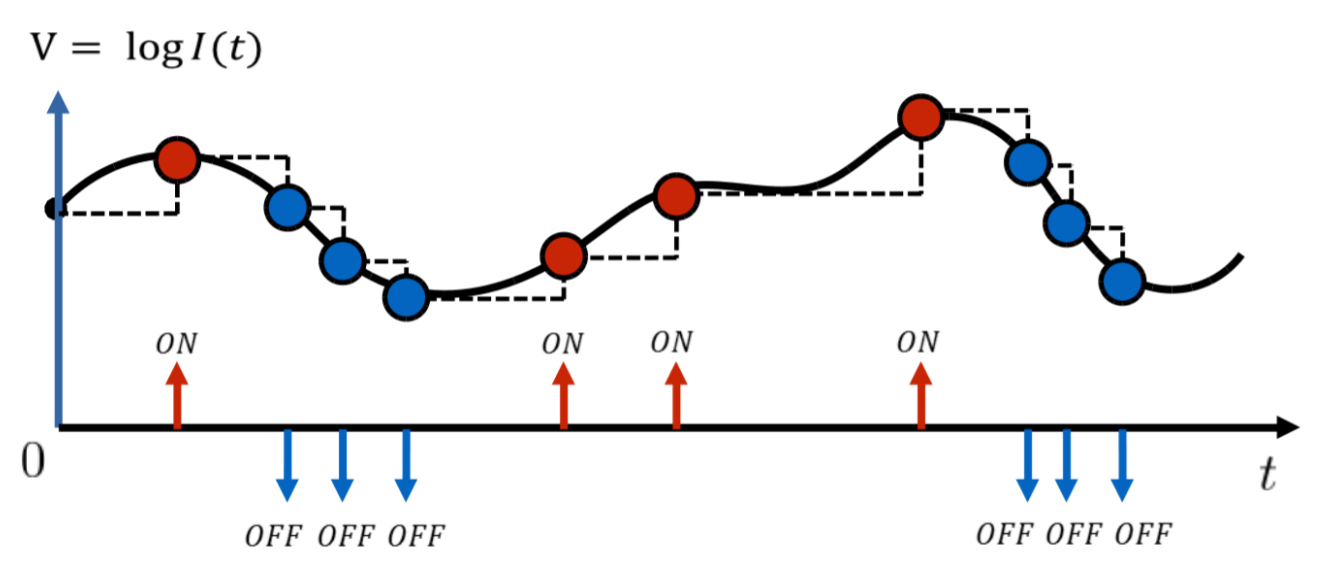 V = log I(t)
ON ON ON ON
0 t
OFF OFF OFF OFF OFF OFF